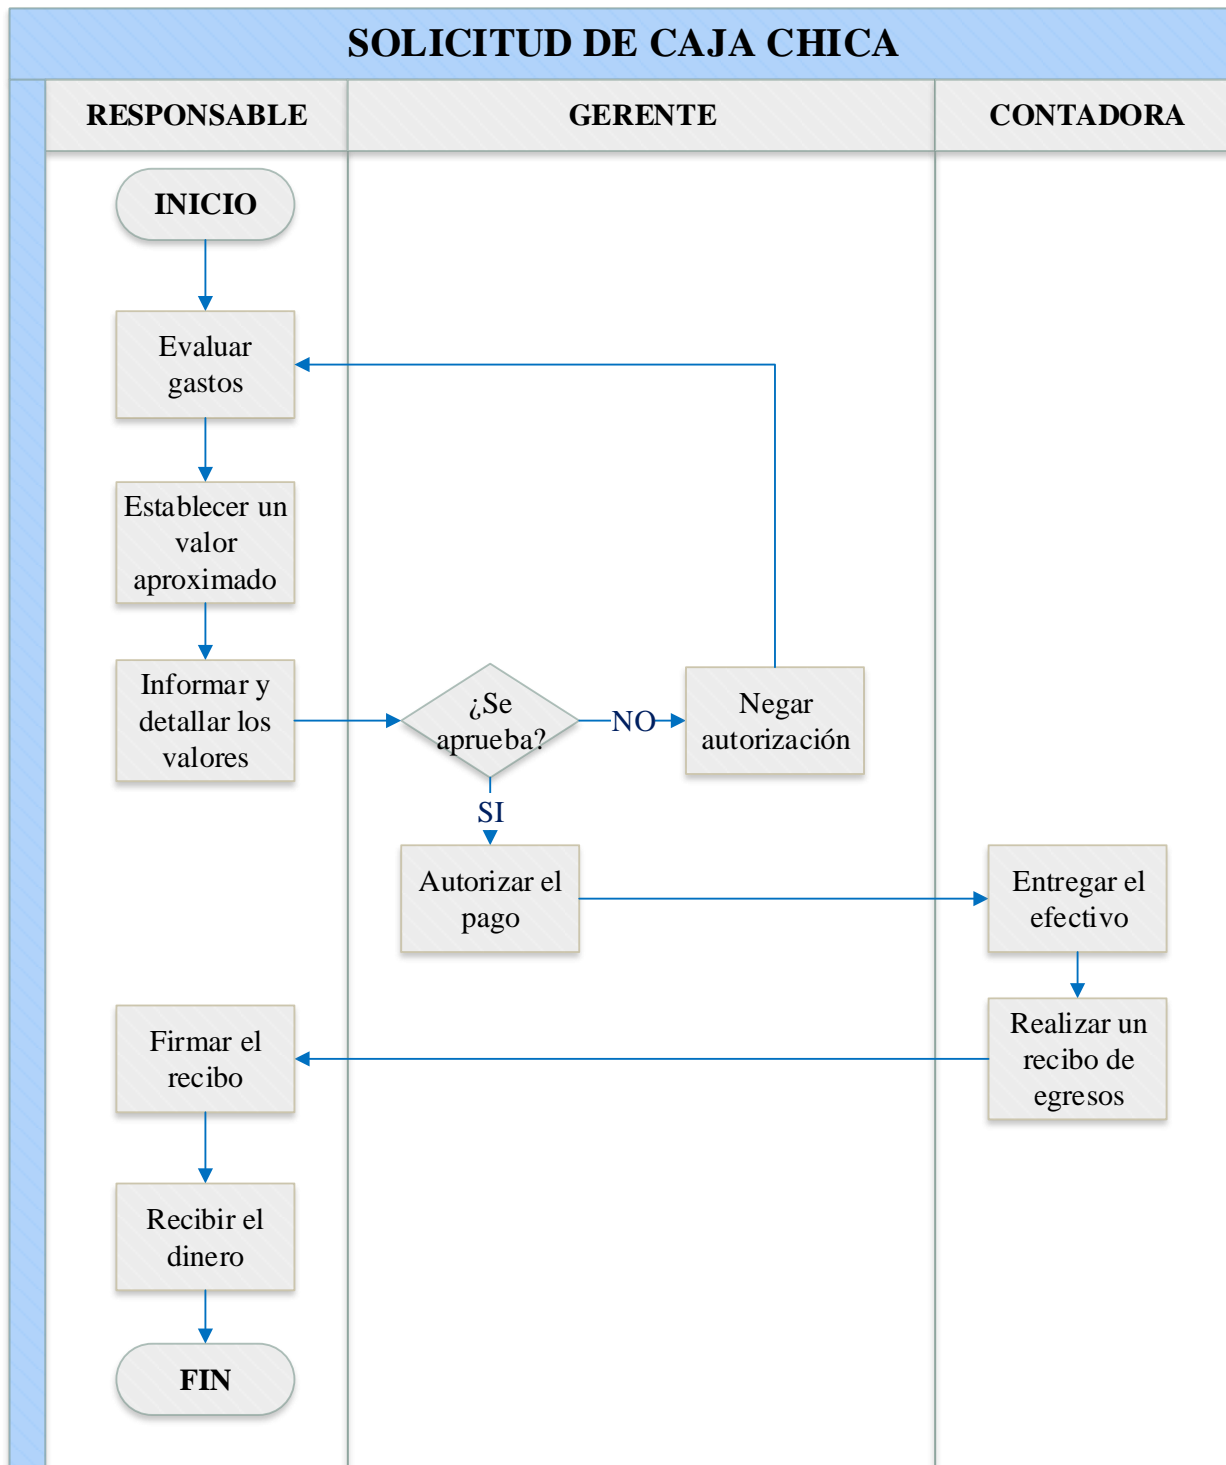 SOLICITUD DE CAJA CHICA
RESPONSABLE
GERENTE
CONTADORA
INICIO
Evaluar
gastos
Establecer un
valor
aproximado
Informar y
detallar los
valores
¿Se
aprueba?
NO
Negar
autorización
SI
Autorizar el
pago
Entregar el
efectivo
Realizar un
recibo de
egresos
Firmar el
recibo
Recibir el
dinero
FIN